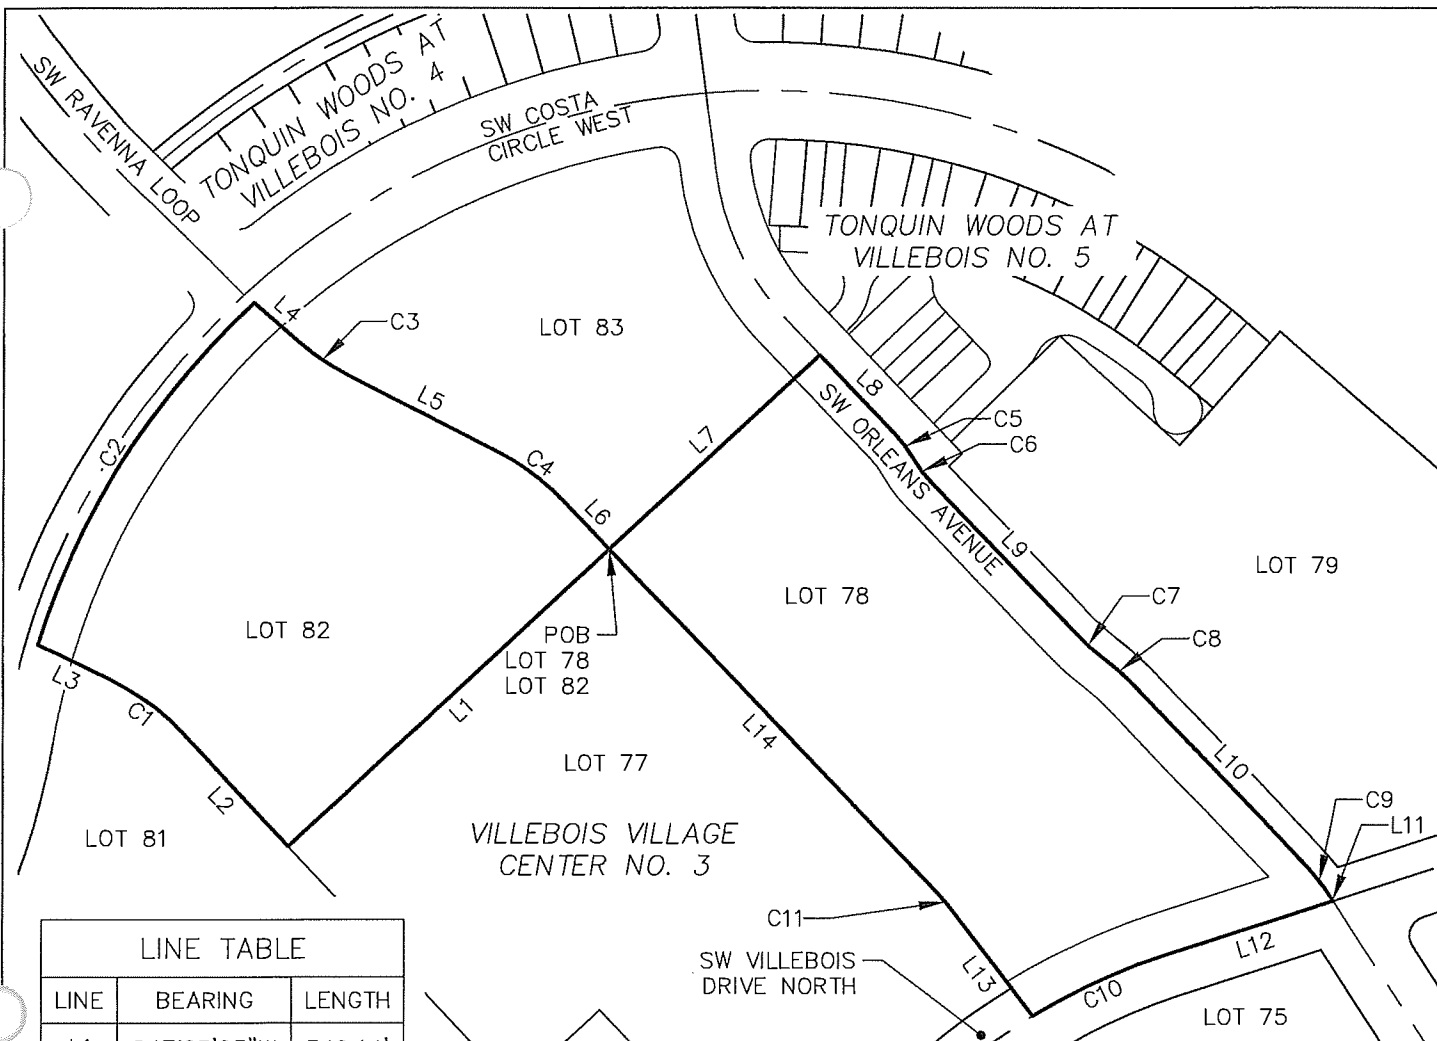 SW RAVENNA LOOP
TONQUIN WOODS AT
VILLEBOIS NO. 4
SW COSTA
CIRCLE WEST
TONQUIN WOODS AT
VILLEBOIS NO. 5
L4
C3
LOT 83
L5
C2
C4
L7
L8
C5
C6
SW ORLEANS AVENUE
L6
L9
LOT 79
LOT 78
C7
C8
LOT 82
POB
LOT 78
LOT 82
L3
C1
L1
L14
L2
LOT 77
L10
C9
L11
LOT 81
VILLEBOIS VILLAGE
CENTER NO. 3
C11
L12
SW VILLEBOIS
DRIVE NORTH
L13
C10
LOT 75
LINE TABLE
LINE BEARING LENGTH